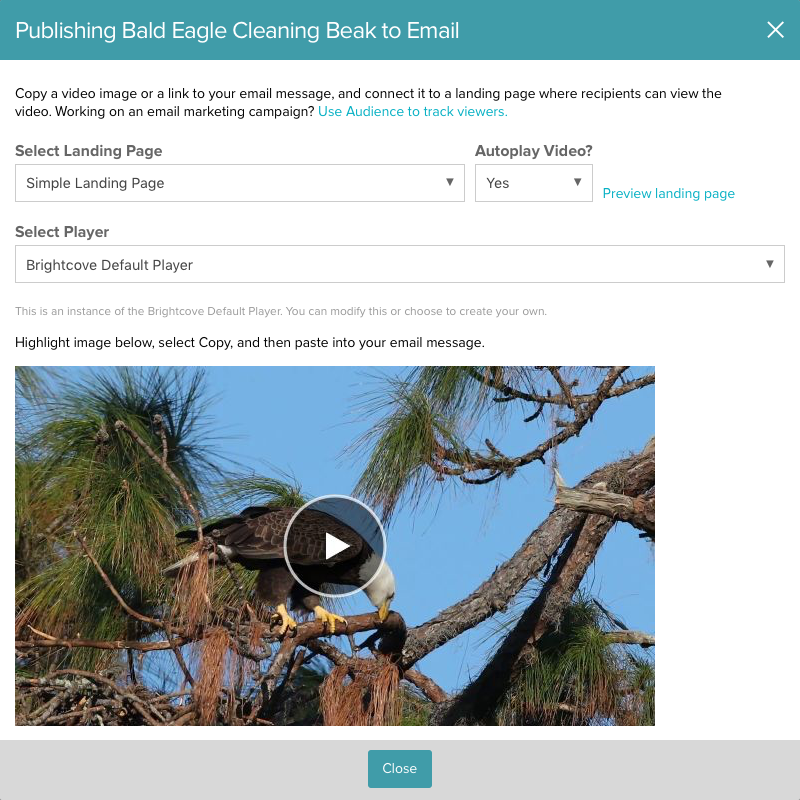 Publishing Bald Eagle Cleaning Beak to Email
Copy a video image or a link to your email message, and connect it to a landing page where recipients can view the
video. Working on an email marketing campaign? Use Audience to track viewers.
Select Landing Page
Autoplay Video?
Simple Landing Page
Yes
Preview landing page
Select Player
Brightcove Default Player
This is an instance of the Brightcove Default Player. You can modify this or choose to create your own.
Highlight image below, select Copy, and then paste into your email message.
Close